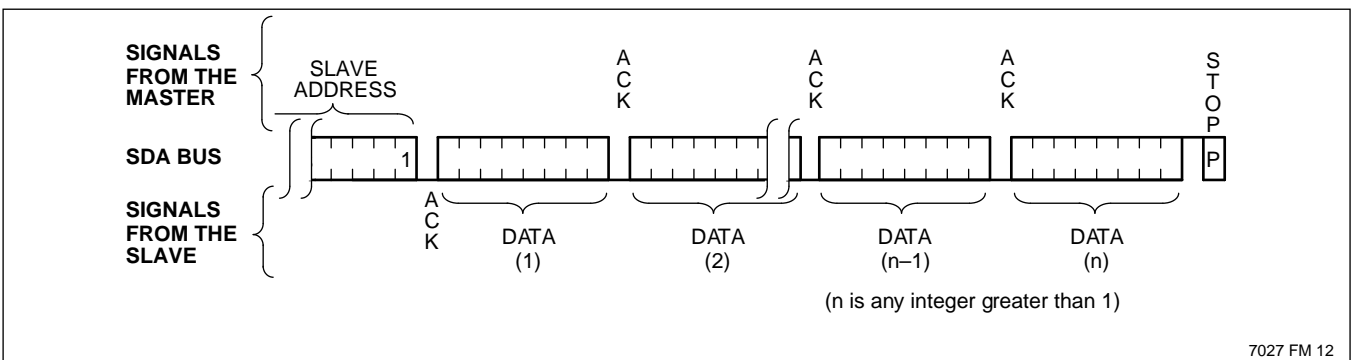 SIGNALS
FROM THE
MASTER
SLAVE
ADDRESS
A
C
K
A
C
K
A
C
K
S
T
O
P
SDA BUS
1
P
SIGNALS
FROM THE
SLAVE
A
C
K
DATA
(1)
DATA
(2)
DATA
(n–1)
DATA
(n)
(n is any integer greater than 1)
7027 FM 12